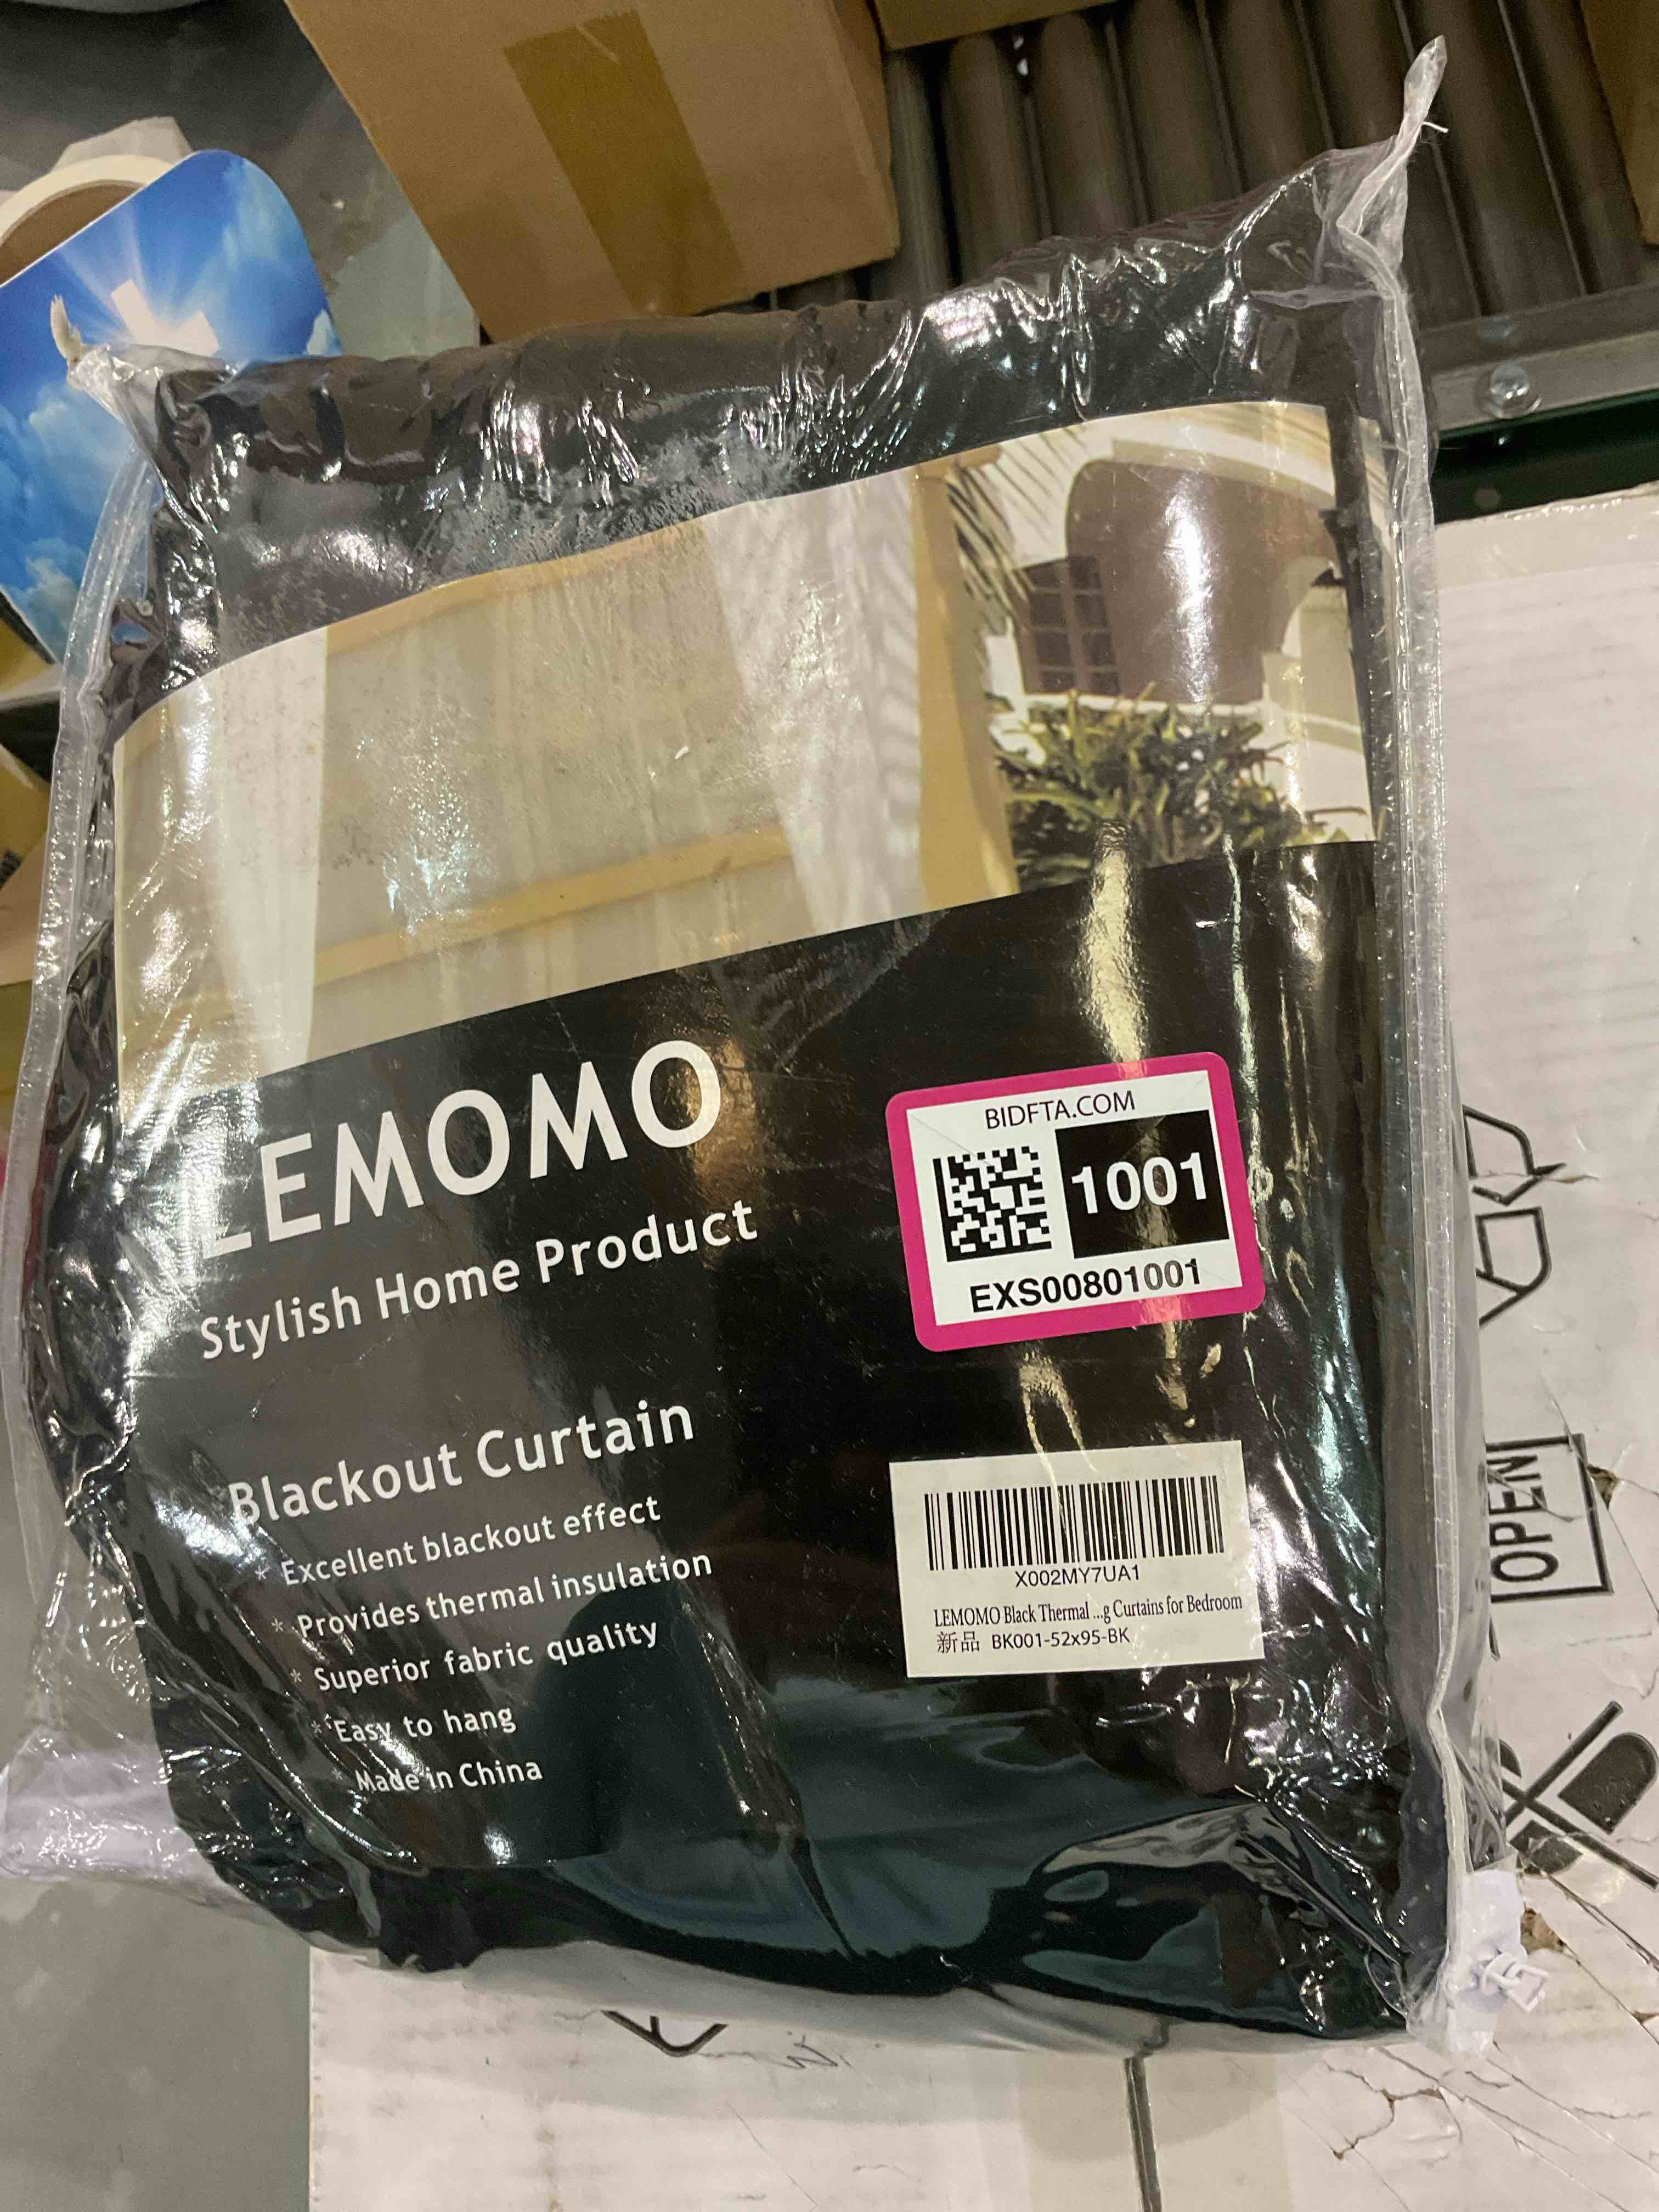 LEMOMO
Stylish Home Product
Blackout Curtain
* Excellent blackout effect
* Provides thermal insulation
* Superior fabric quality
* Easy to hang
* Made in China
BIDFTA.COM
1001
EXS00801001
X002MY7UA1
LEMOMO Black Thermal ...g Curtains for Bedroom
新品 BK001-52x95-BK
OPEN